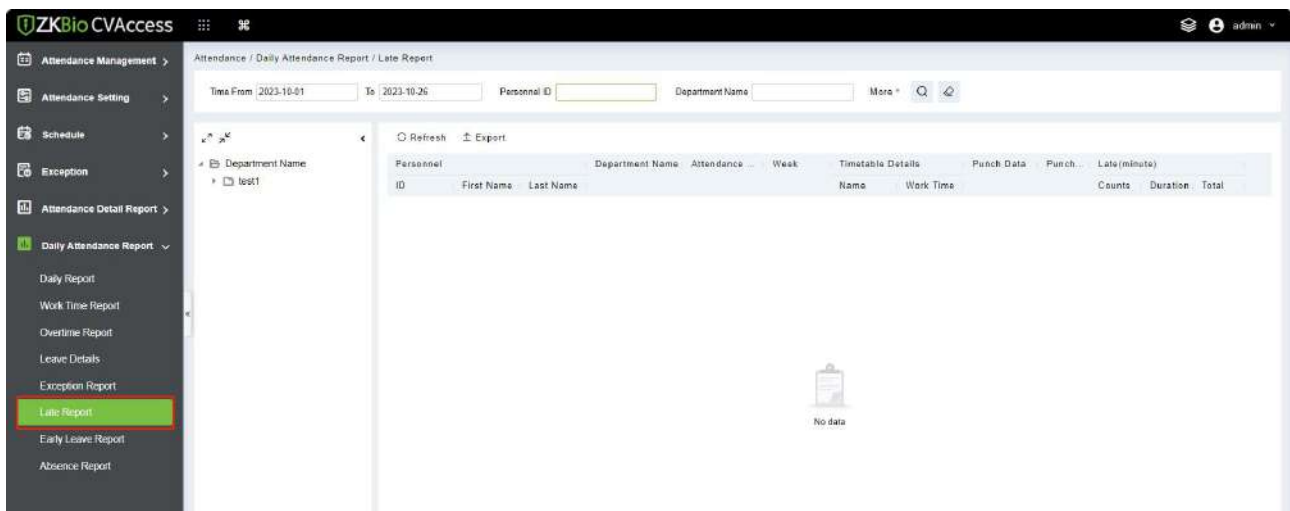 ZKBio CVAccess
admin
Attendance Management
Attendance Setting
Schedule
Exception
Attendance Detail Report
Daily Attendance Report
Daily Report
Work Time Report
Overtime Report
Leave Details
Exception Report
Late Report
Early Leave Report
Absence Report
Attendance / Daily Attendance Report / Late Report
Time From 2023-10-01 To 2023-10-26 Personnel ID Department Name More
Department Name
test1
Refresh Export
Personnel Department Name Attendance ... Week Timetable Details Punch Data Punch... Late(minute)
ID First Name Last Name Name Work Time Counts Duration Total
No data